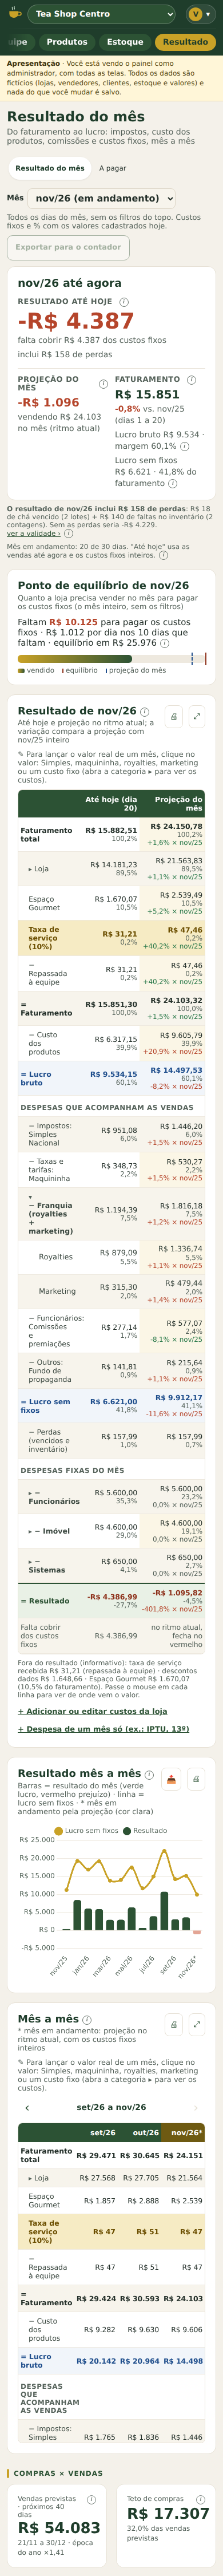 Tea Shop Centro
V
uipe Produtos Estoque Resultado
Apresentação · Você está vendo o painel como
administrador, com todas as telas. Todos os dados são
fictícios (lojas, vendedores, clientes, estoque e valores) e
nada do que você mudar é salvo.
Resultado do mês
Do faturamento ao lucro: impostos, custo dos
produtos, comissões e custos fixos, mês a mês
Resultado do mês A pagar
Mês nov/26 (em andamento)
Todos os dias do mês, sem os filtros do topo. Custos
fixos e % com os valores cadastrados hoje.
Exportar para o contador
nov/26 até agora
RESULTADO ATÉ HOJE
-R$ 4.387
falta cobrir R$ 4.387 dos custos fixos
inclui R$ 158 de perdas
PROJEÇÃO DO
MÊS
-R$ 1.096
vendendo R$ 24.103
no mês (ritmo atual)
FATURAMENTO
R$ 15.851
-0,8% vs. nov/25
(dias 1 a 20)
Lucro bruto R$ 9.534 ·
margem 60,1%
Lucro sem fixos
R$ 6.621 · 41,8% do
faturamento
O resultado de nov/26 inclui R$ 158 de perdas: R$ 18
de chá vencido (2 lotes) + R$ 140 de faltas no inventário (2
contagens). Sem as perdas seria -R$ 4.229.
ver a validade ›
Mês em andamento: 20 de 30 dias. "Até hoje" usa as
vendas até agora e os custos fixos inteiros.
Ponto de equilíbrio de nov/26
Quanto a loja precisa vender no mês para pagar
os custos fixos (o mês inteiro, sem os filtros)
Faltam R$ 10.125 para pagar os custos
fixos · R$ 1.012 por dia nos 10 dias que
faltam · equilíbrio em R$ 25.976
vendido equilíbrio projeção do mês
Resultado de nov/26
Até hoje e projeção no ritmo atual; a
variação compara a projeção com
nov/25 inteiro
✎ Para lançar o valor real de um mês, clique no
valor: Simples, maquininha, royalties, marketing
ou um custo fixo (abra a categoria ▸ para ver os
custos).
Até hoje (dia
20)
Projeção do
mês
Faturamento
total
R$ 15.882,51
100,2%
R$ 24.150,78
100,2%
+1,6% × nov/25
▸ Loja
R$ 14.181,23
89,5%
R$ 21.563,83
89,5%
+1,1% × nov/25
Espaço
Gourmet
R$ 1.670,07
10,5%
R$ 2.539,49
10,5%
+5,2% × nov/25
Taxa de
serviço
(10%)
R$ 31,21
0,2%
R$ 47,46
0,2%
+40,2% × nov/25
−
Repassada
à equipe
R$ 31,21
0,2%
R$ 47,46
0,2%
+40,2% × nov/25
=
Faturamento
R$ 15.851,30
100,0%
R$ 24.103,32
100,0%
+1,5% × nov/25
− Custo
dos
produtos
R$ 6.317,15
39,9%
R$ 9.605,79
39,9%
+20,9% × nov/25
= Lucro
bruto
R$ 9.534,15
60,1%
R$ 14.497,53
60,1%
-8,2% × nov/25
DESPESAS QUE ACOMPANHAM AS VENDAS
− Impostos:
Simples
Nacional
R$ 951,08
6,0%
R$ 1.446,20
6,0%
+1,5% × nov/25
− Taxas e
tarifas:
Maquininha
R$ 348,73
2,2%
R$ 530,27
2,2%
+1,5% × nov/25
▾
− Franquia
(royalties
+
marketing)
R$ 1.194,39
7,5%
R$ 1.816,18
7,5%
+1,2% × nov/25
Royalties
R$ 879,09
5,5%
R$ 1.336,74
5,5%
+1,1% × nov/25
Marketing
R$ 315,30
2,0%
R$ 479,44
2,0%
+1,4% × nov/25
− Funcionários:
Comissões
e
premiações
R$ 277,14
1,7%
R$ 577,07
2,4%
-8,1% × nov/25
− Outros:
Fundo de
propaganda
R$ 141,81
0,9%
R$ 215,64
0,9%
+1,1% × nov/25
= Lucro sem
fixos
R$ 6.621,00
41,8%
R$ 9.912,17
41,1%
-11,6% × nov/25
− Perdas
(vencidos e
inventário)
R$ 157,99
1,0%
R$ 157,99
0,7%
DESPESAS FIXAS DO MÊS
▸ −
Funcionários
R$ 5.600,00
35,3%
R$ 5.600,00
23,2%
0,0% × nov/25
▸ − Imóvel
R$ 4.600,00
29,0%
R$ 4.600,00
19,1%
0,0% × nov/25
▸ −
Sistemas
R$ 650,00
4,1%
R$ 650,00
2,7%
0,0% × nov/25
= Resultado
-R$ 4.386,99
-27,7%
-R$ 1.095,82
-4,5%
-401,8% × nov/25
Falta cobrir
dos custos
fixos
R$ 4.386,99
no ritmo atual,
fecha no
vermelho
Fora do resultado (informativo): taxa de serviço
recebida R$ 31,21 (repassada à equipe) · descontos
dados R$ 1.648,66 · Espaço Gourmet R$ 1.670,07
(10,5% do faturamento). Passe o mouse em cada
linha para ver de onde vem o valor.
+ Adicionar ou editar custos da loja
+ Despesa de um mês só (ex.: IPTU, 13º)
Resultado mês a mês
Barras = resultado do mês (verde
lucro, vermelho prejuízo) · linha =
lucro sem fixos · * mês em
andamento pela projeção (cor clara)
Lucro sem fixos Resultado
R$ 25.000
R$ 20.000
R$ 15.000
R$ 10.000
R$ 5.000
R$ 0
-R$ 5.000
nov/25 jan/26 mar/26 mai/26 jul/26 set/26 nov/26*
Mês a mês
* mês em andamento: projeção no
ritmo atual, com os custos fixos
inteiros
✎ Para lançar o valor real de um mês, clique no
valor: Simples, maquininha, royalties, marketing
ou um custo fixo (abra a categoria ▸ para ver os
custos).
‹ set/26 a nov/26 ›
set/26 out/26 nov/26*
Faturamento
total
R$ 29.471 R$ 30.645 R$ 24.151
▸ Loja R$ 27.568 R$ 27.705 R$ 21.564
Espaço
Gourmet
R$ 1.857 R$ 2.888 R$ 2.539
Taxa de
serviço
(10%)
R$ 47 R$ 51 R$ 47
−
Repassada
à equipe
R$ 47 R$ 51 R$ 47
=
Faturamento
R$ 29.424 R$ 30.593 R$ 24.103
− Custo
dos
produtos
R$ 9.282 R$ 9.630 R$ 9.606
= Lucro
bruto
R$ 20.142 R$ 20.964 R$ 14.498
DESPESAS
QUE
ACOMPANHAM
AS VENDAS
− Impostos:
Simples
R$ 1.765 R$ 1.836 R$ 1.446
COMPRAS × VENDAS
Vendas previstas
· próximos 40
dias
R$ 54.083
21/11 a 30/12 · época
do ano ×1,41
Teto de compras
R$ 17.307
32,0% das vendas
previstas